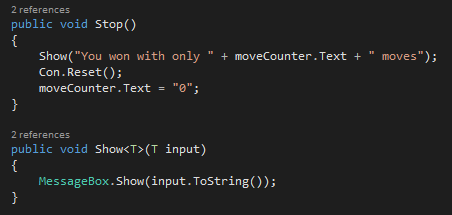 2 references
public void Stop()
{
Show("You won with only " + moveCounter.Text + " moves");
Con.Reset();
moveCounter.Text = "0";
}
2 references
public void Show<T>(T input)
{
MessageBox.Show(input.ToString());
}